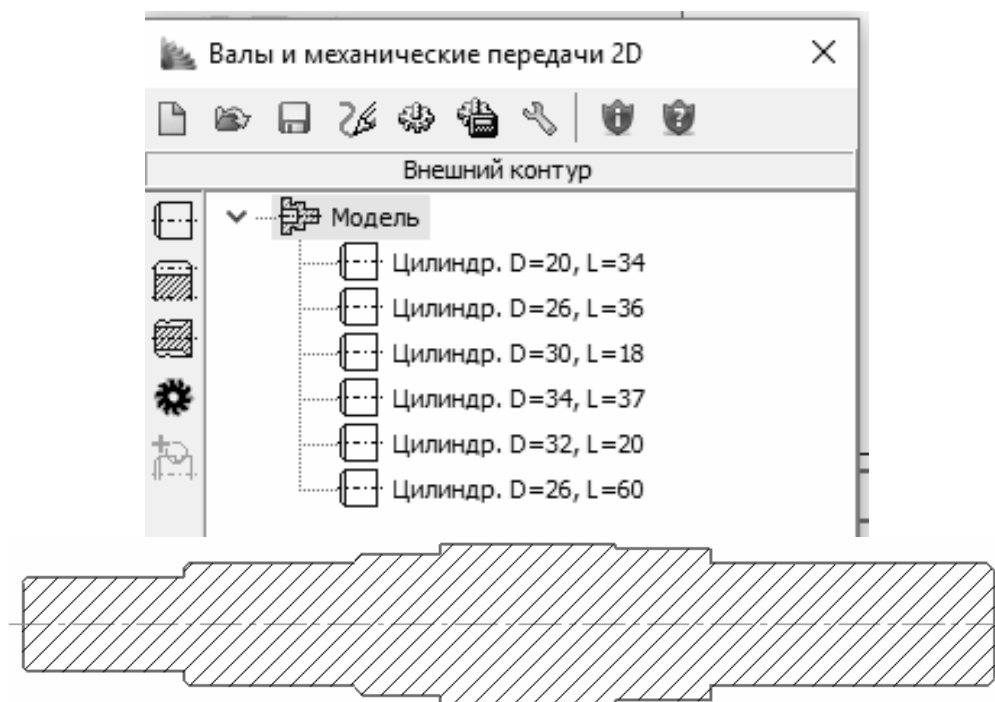 Валы и механические передачи 2D
Внешний контур
Модель
Цилиндр. D=20, L=34
Цилиндр. D=26, L=36
Цилиндр. D=30, L=18
Цилиндр. D=34, L=37
Цилиндр. D=32, L=20
Цилиндр. D=26, L=60